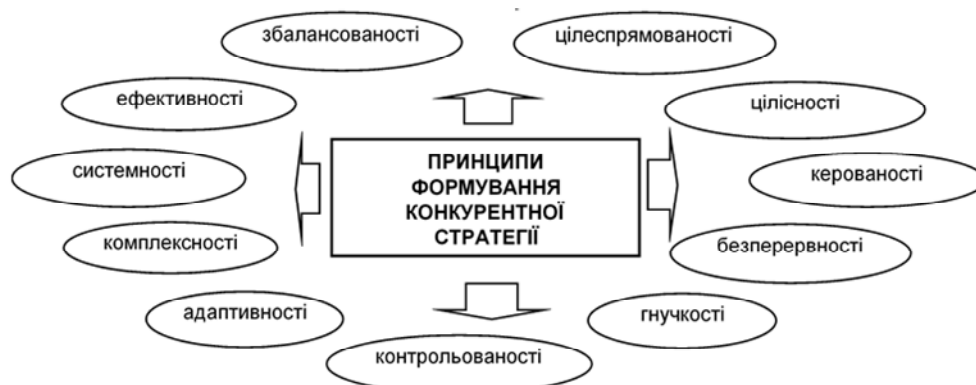 збалансованості
цілеспрямованості
ефективності
цілісності
системності
ПРИНЦИПИ
ФОРМУВАННЯ
КОНКУРЕНТНОЇ
СТРАТЕГІЇ
керованості
комплексності
безперервності
адаптивності
гнучкості
контрольованості